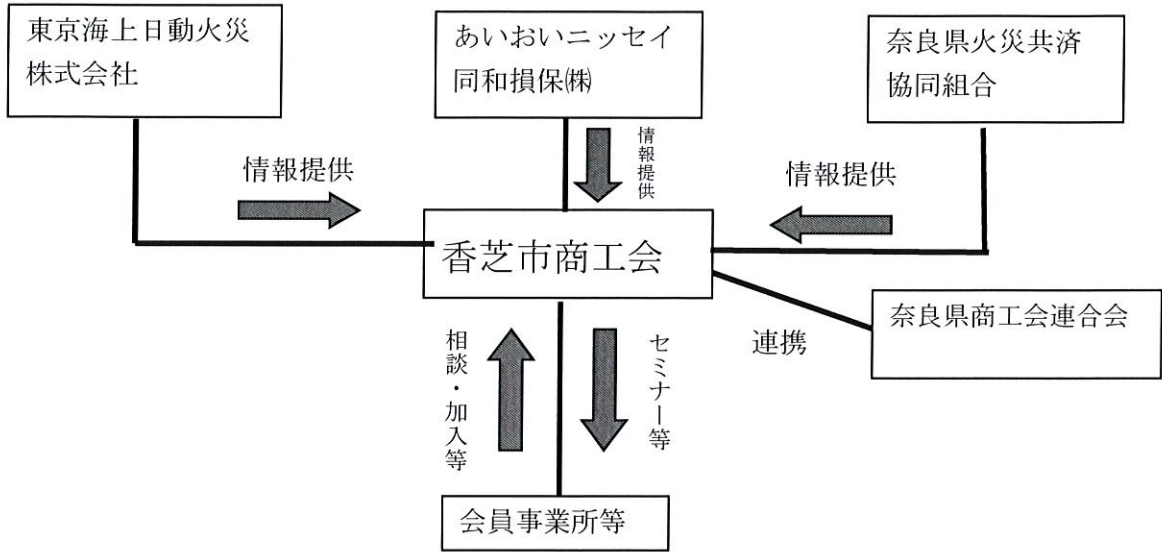 東京海上日動火災
株式会社
あいおいニッセイ
同和損保㈱
奈良県火災共済
協同組合
情報提供
情報提供
情報提供
香芝市商工会
奈良県商工会連合会
連携
相談・加入等
セミナー等
会員事業所等